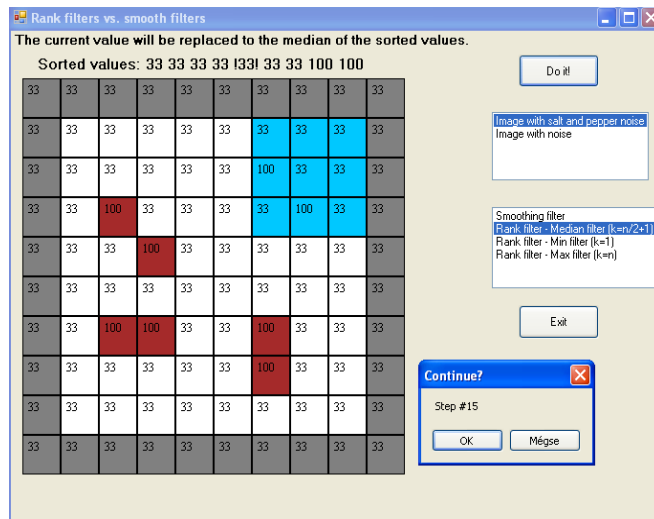 Rank filters vs. smooth filters
The current value will be replaced to the median of the sorted values.
Sorted values: 33 33 33 33 !33! 33 33 100 100
33 33 33 33 33 33 33 33 33 33
33 33 33 33 33 33 33 33 33 33
33 33 33 33 33 33 100 33 33 33
33 33 100 33 33 33 33 100 33 33
33 33 33 100 33 33 33 33 33 33
33 33 33 33 33 33 33 33 33 33
33 33 100 100 33 33 100 33 33 33
33 33 33 33 33 33 100 33 33 33
33 33 33 33 33 33 33 33 33 33
33 33 33 33 33 33 33 33 33 33
Do it!
Image with salt and pepper noise
Image with noise
Smoothing filter
Rank filter - Median filter (k=n/2+1)
Rank filter - Min filter (k=1)
Rank filter - Max filter (k=n)
Exit
Continue?
Step #15
OK Mégse